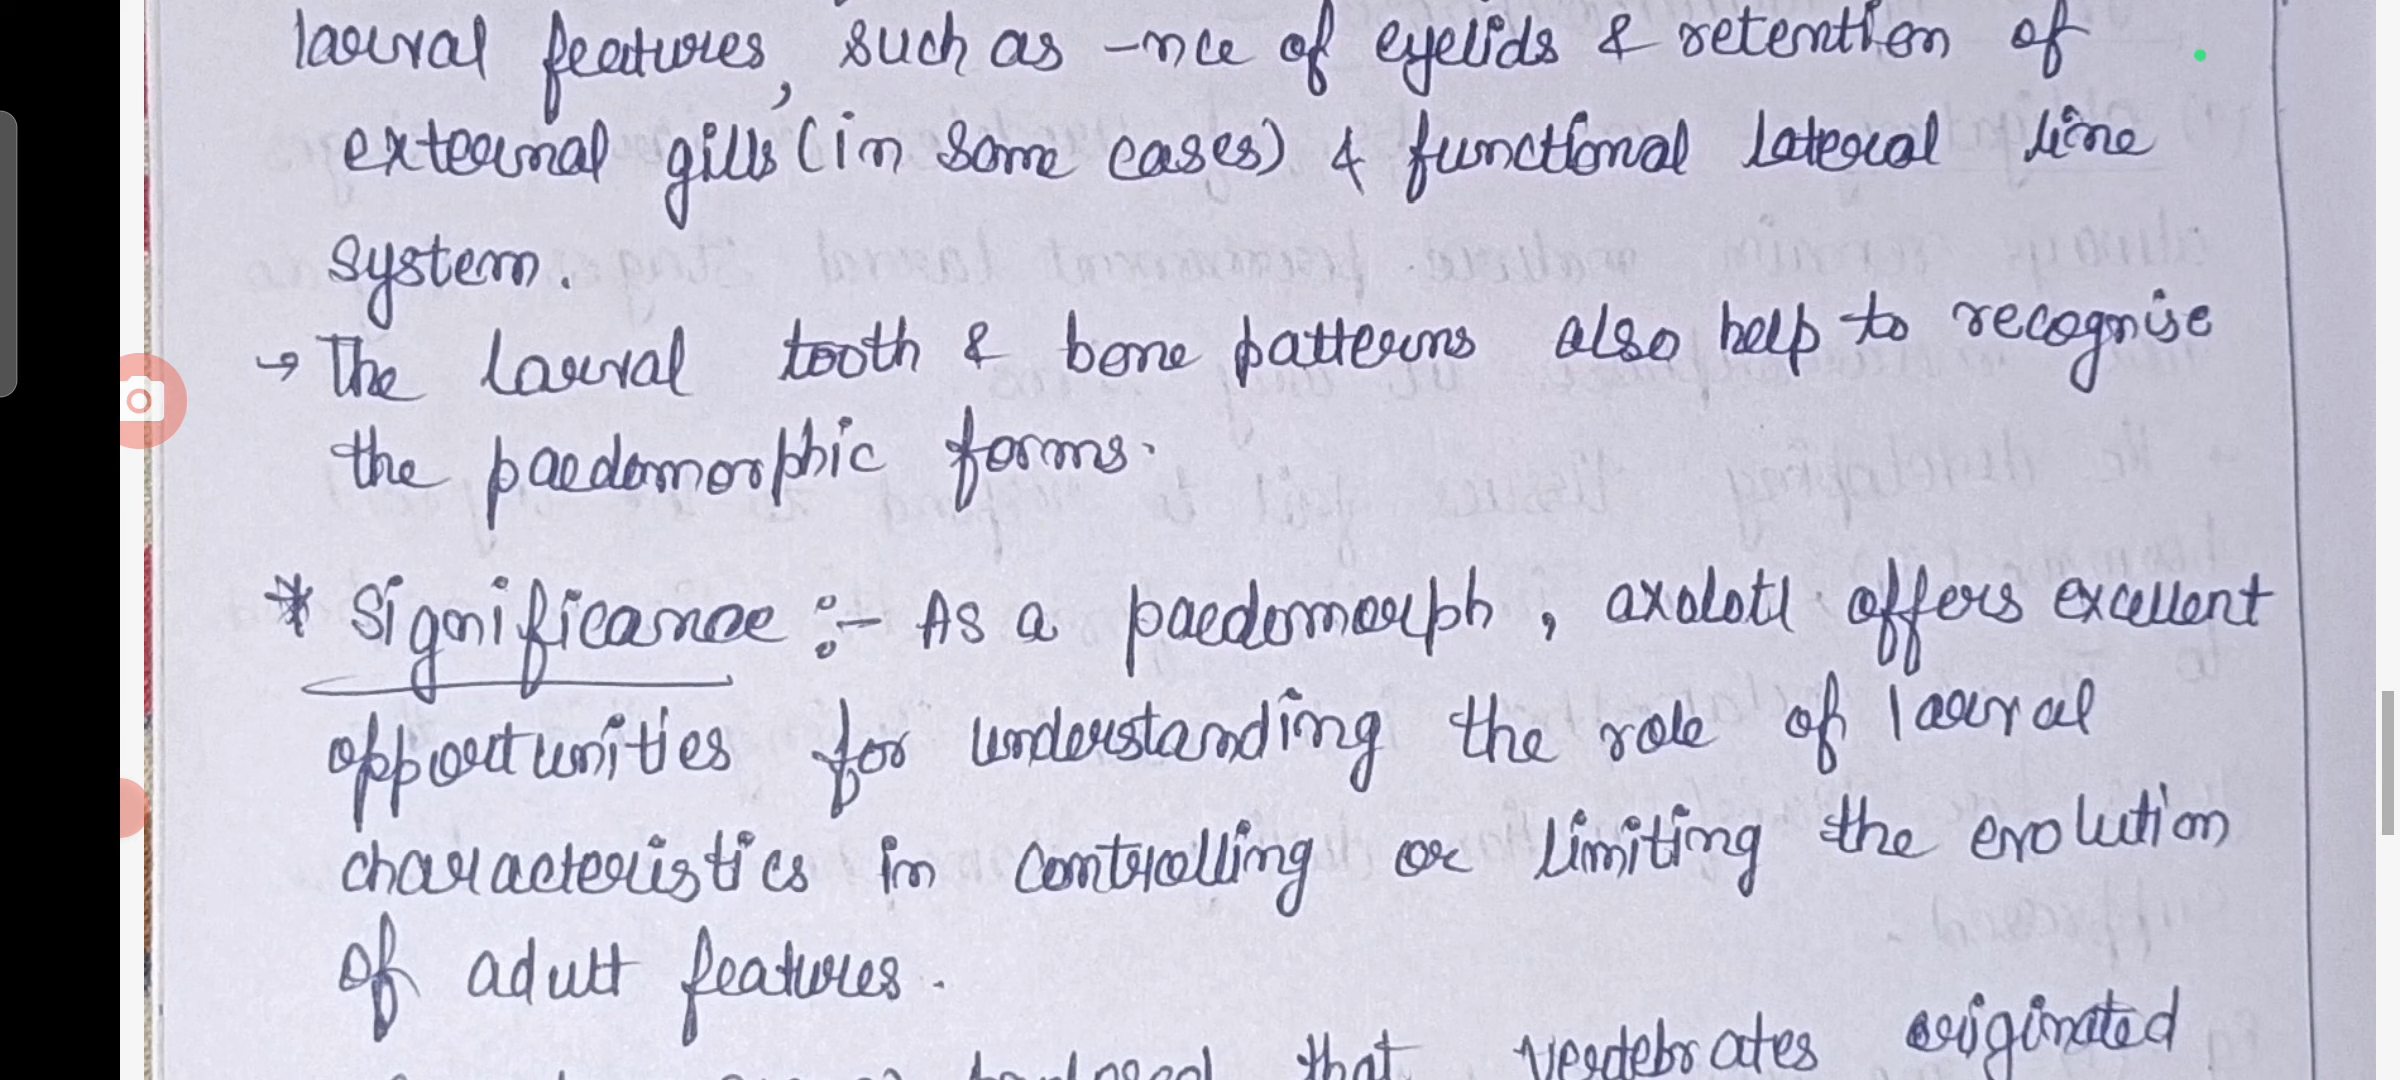 larval features, such as -nce of eyelids & retention of
external gills (in some cases) & functional lateral line
system.
→ The larval tooth & bone patterns also help to recognise
the paedomorphic forms.
* Significance :- As a paedomorph, axolotl offers excellent
opportunities for understanding the role of larval
characteristics in controlling or limiting the evolution
of adult features.
that vertebrates originated